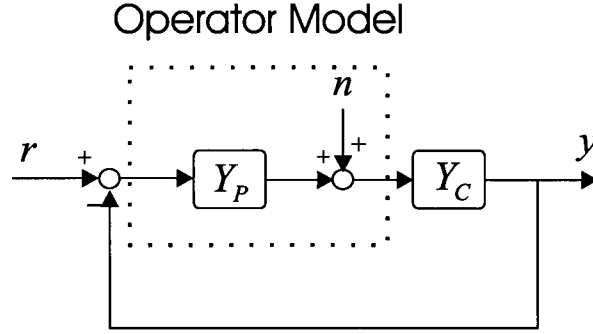 Operator Model
n
r + + + y
Y_P Y_C
−